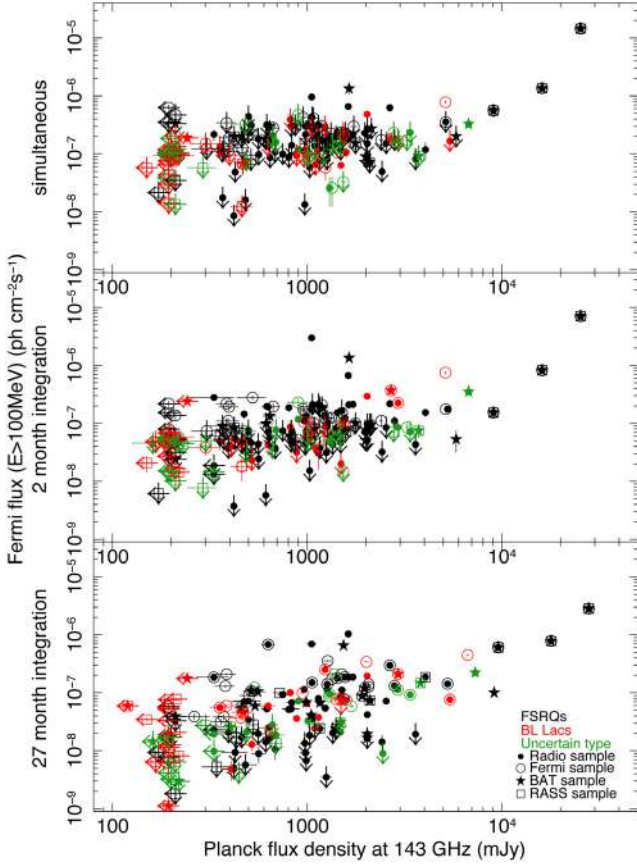 10⁻⁵
10⁻⁶
10⁻⁷
10⁻⁸
10⁻⁹
simultaneous
100 1000 10⁴
10⁻⁵
10⁻⁶
10⁻⁷
10⁻⁸
10⁻⁹
Fermi flux (E>100MeV) (ph cm⁻²s⁻¹)
2 month integration
100 1000 10⁴
10⁻⁵
10⁻⁶
10⁻⁷
10⁻⁸
10⁻⁹
27 month integration
FSRQs
BL Lacs
Uncertain type
Radio sample
Fermi sample
BAT sample
RASS sample
100 1000 10⁴
Planck flux density at 143 GHz (mJy)